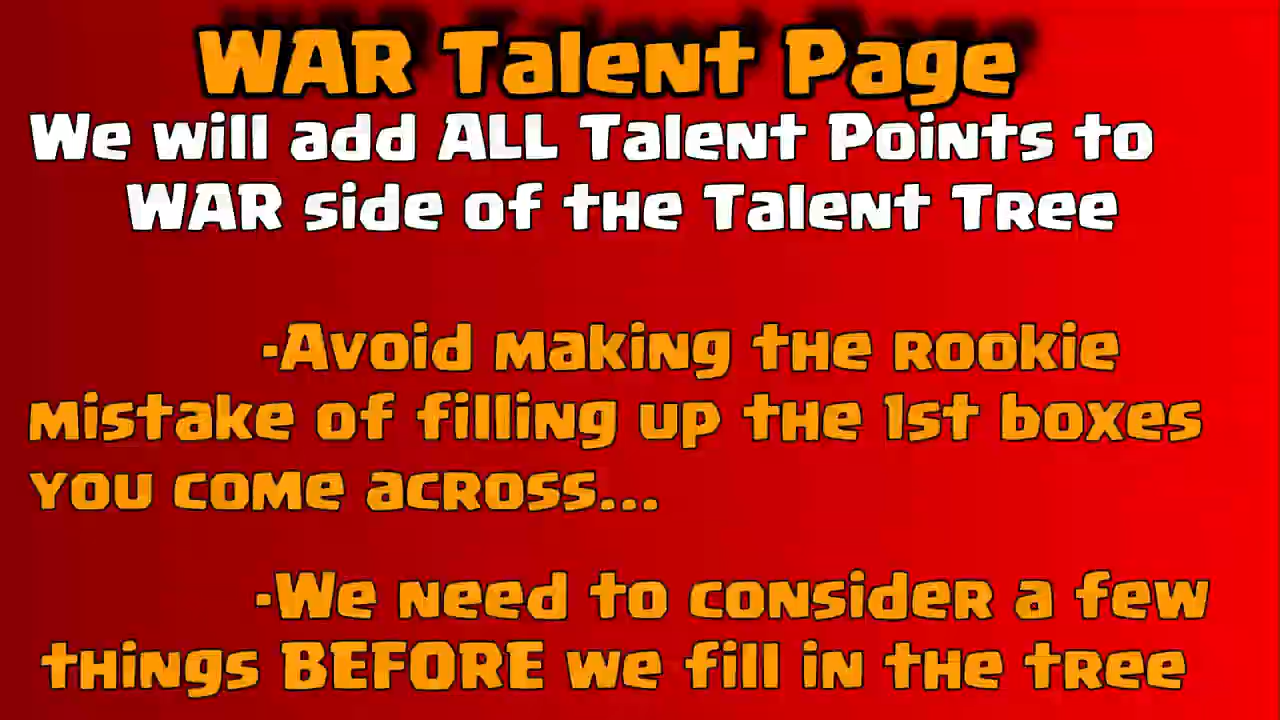 WAR Talent Page
We will add ALL Talent Points to
WAR side of the Talent Tree
-Avoid making the rookie
mistake of filling up the 1st boxes
you come across...
-We need to consider a few
things BEFORE we fill in the tree